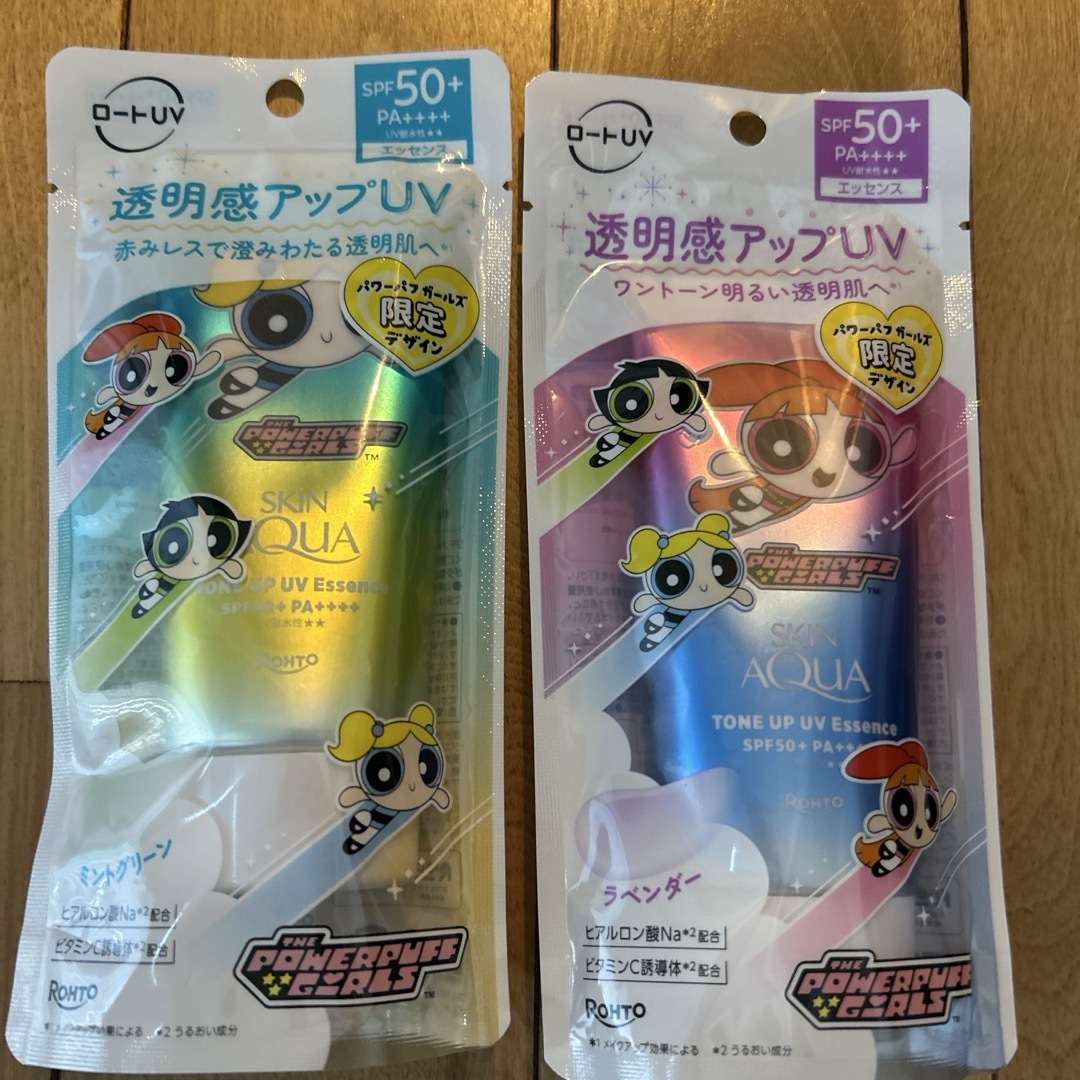 ロートUV
SPF50+
PA++++
UV耐水性★★
エッセンス
透明感アップUV
赤みレスで澄みわたる透明肌へ*1
パワーパフ ガールズ
限定
デザイン
THE
POWERPUFF
GIRLS
TM
SKIN
AQUA
TONE UP UV Essence
SPF50+ PA++++
耐水性★★
ROHTO
ミントグリーン
ヒアルロン酸Na*2配合
ビタミンC誘導体*2配合
THE
POWERPUFF
GIRLS
TM
ROHTO
*1 メイクアップ効果による *2 うるおい成分
ロートUV
SPF50+
PA++++
UV耐水性★★
エッセンス
透明感アップUV
ワントーン明るい透明肌へ*1
パワーパフ ガールズ
限定
デザイン
THE
POWERPUFF
GIRLS
TM
SKIN
AQUA
TONE UP UV Essence
SPF50+ PA+++
ROHTO
ラベンダー
ヒアルロン酸Na*2配合
ビタミンC誘導体*2配合
THE
POWERPUFF
GIRLS
TM
ROHTO
*1 メイクアップ効果による *2 うるおい成分